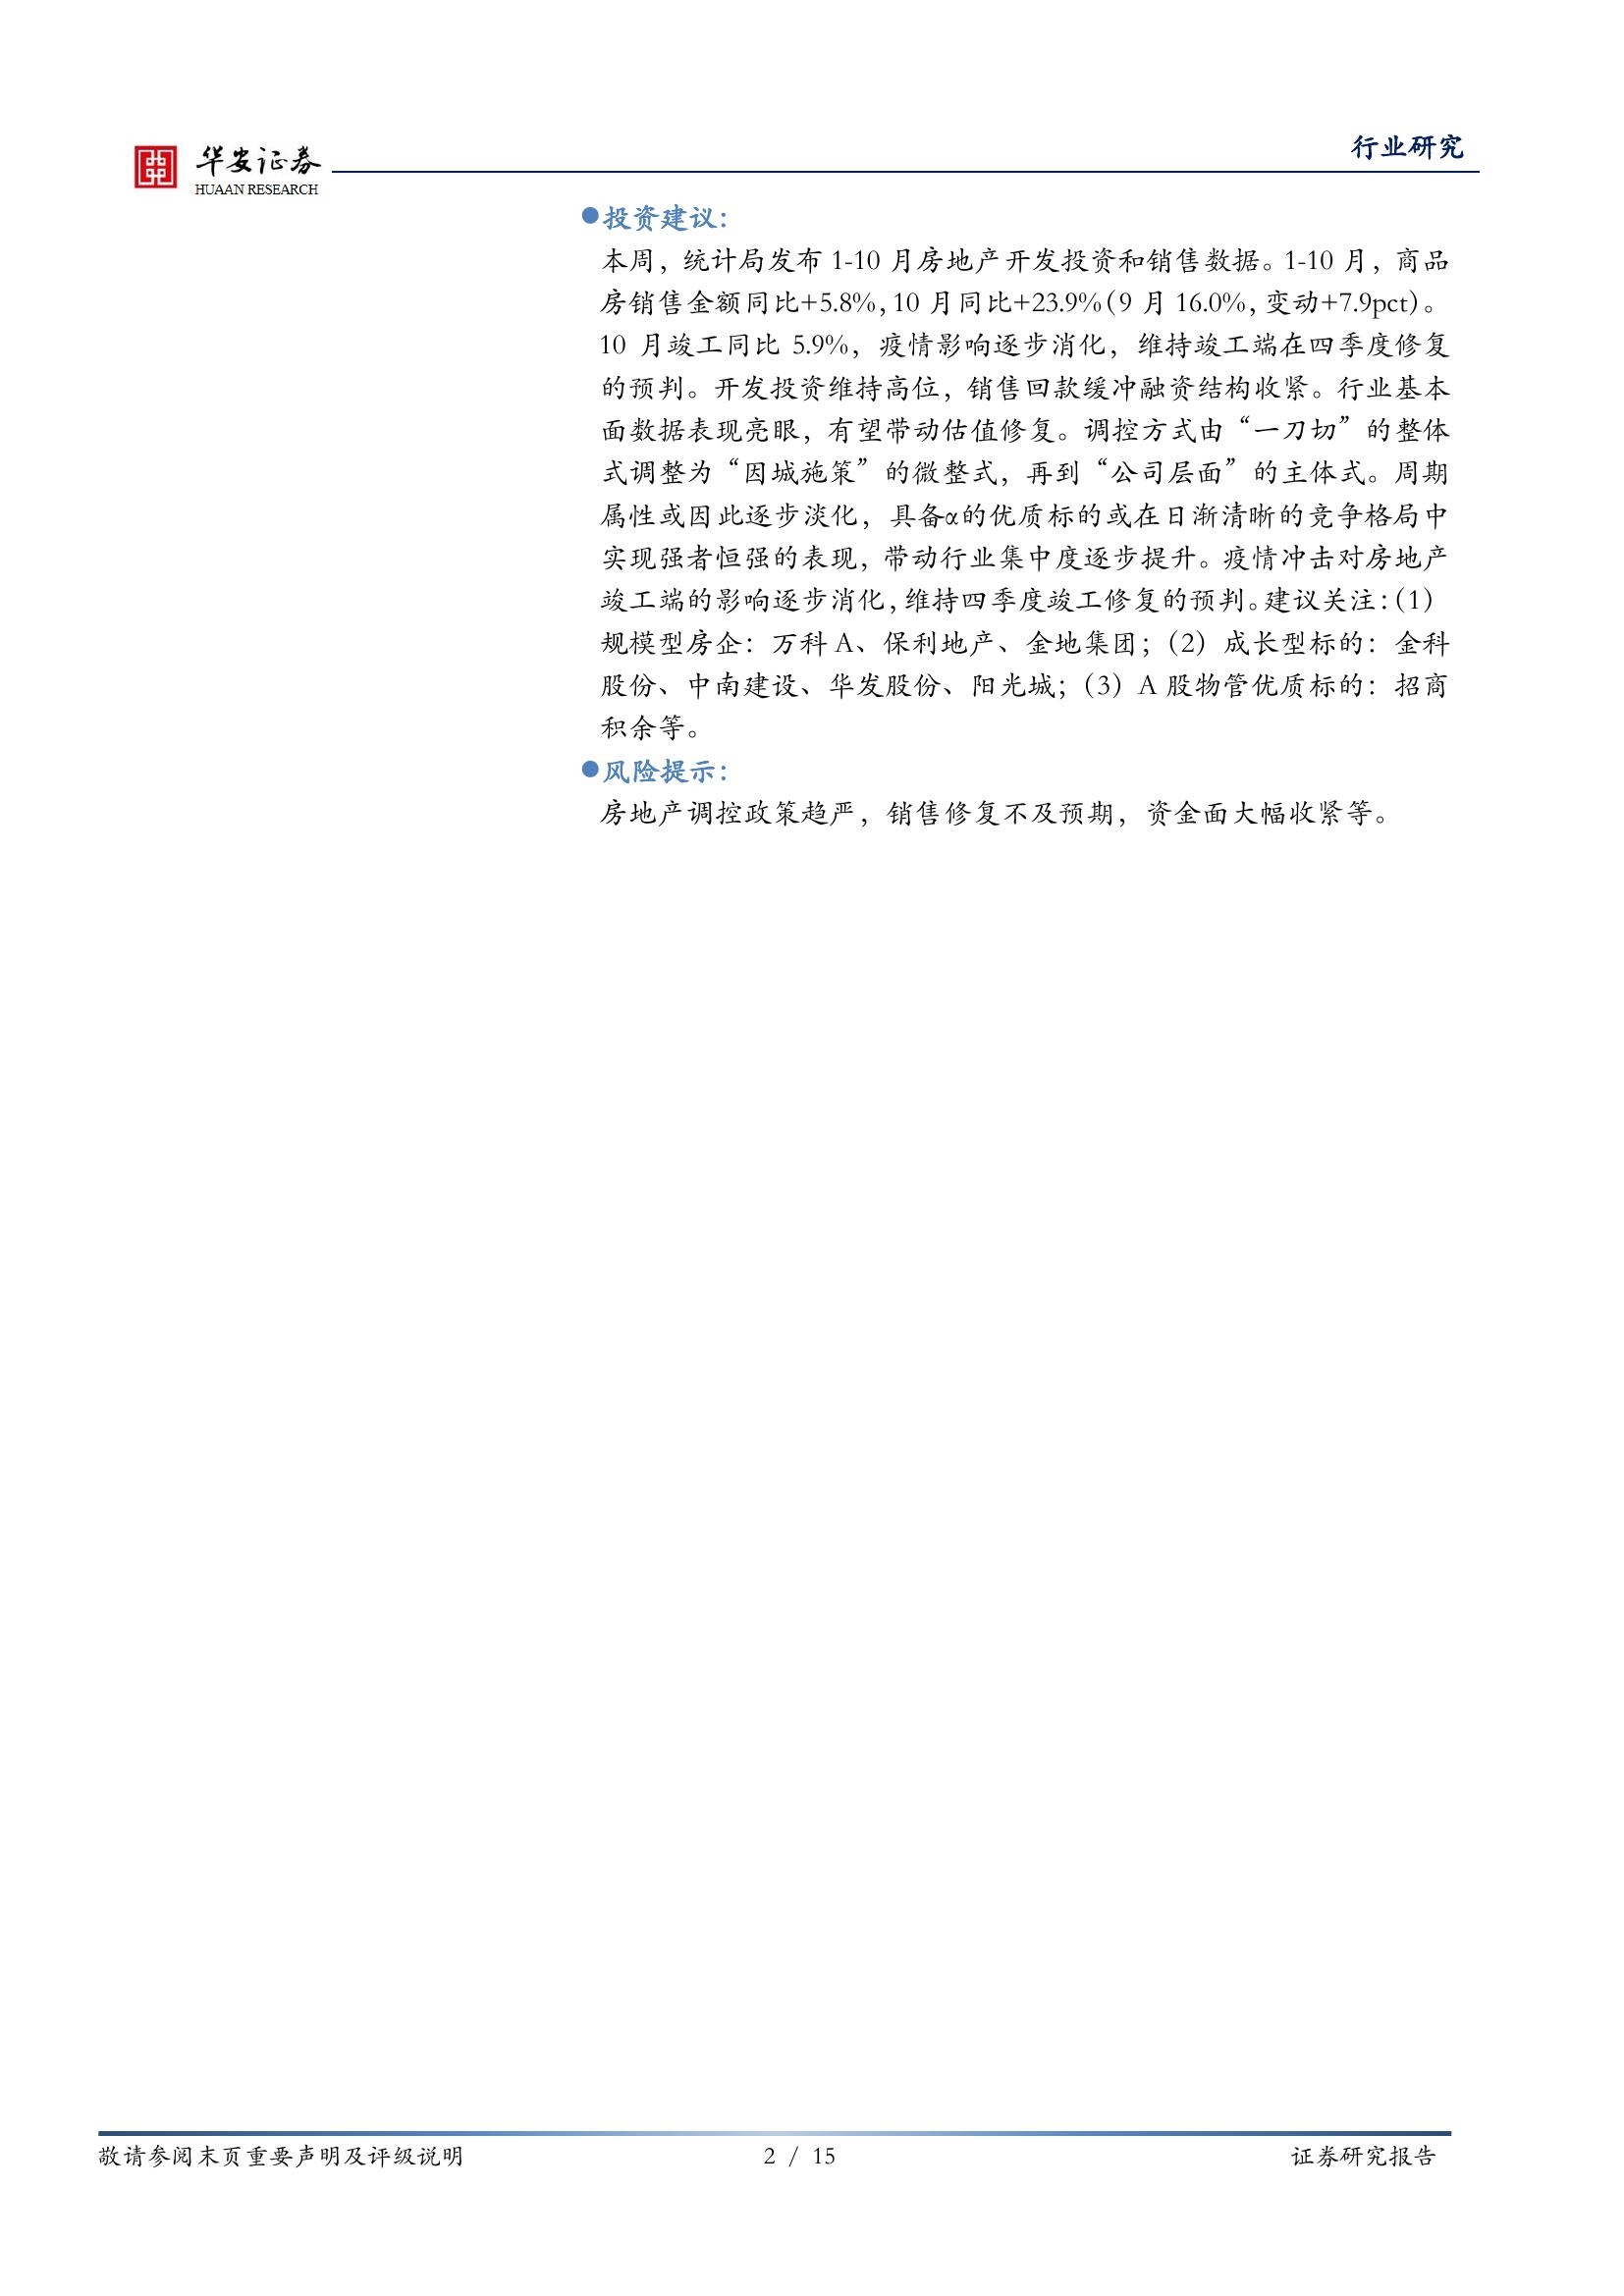 华安证券
HUAAN RESEARCH
行业研究
投资建议：
本周，统计局发布 1-10 月房地产开发投资和销售数据。1-10 月，商品
房销售金额同比+5.8%，10 月同比+23.9%（9 月 16.0%，变动+7.9pct）。
10 月竣工同比 5.9%，疫情影响逐步消化，维持竣工端在四季度修复
的预判。开发投资维持高位，销售回款缓冲融资结构收紧。行业基本
面数据表现亮眼，有望带动估值修复。调控方式由“一刀切”的整体
式调整为“因城施策”的微整式，再到“公司层面”的主体式。周期
属性或因此逐步淡化，具备α的优质标的或在日渐清晰的竞争格局中
实现强者恒强的表现，带动行业集中度逐步提升。疫情冲击对房地产
竣工端的影响逐步消化，维持四季度竣工修复的预判。建议关注：（1）
规模型房企：万科 A、保利地产、金地集团；（2）成长型标的：金科
股份、中南建设、华发股份、阳光城；（3）A 股物管优质标的：招商
积余等。
风险提示：
房地产调控政策趋严，销售修复不及预期，资金面大幅收紧等。
敬请参阅末页重要声明及评级说明
2 / 15
证券研究报告